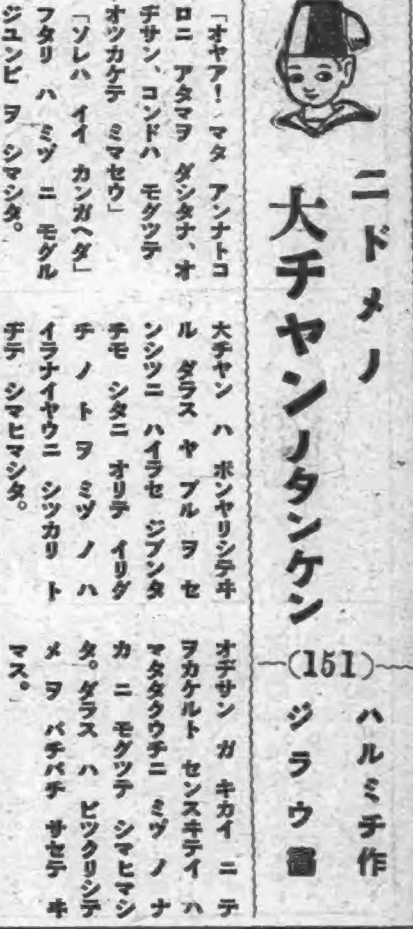 ニドメノ
大チヤンノタンケン
(151)
ハルミチ作
ジラウ畫
「オヤア! マタ アンナトコ
ロニ アタマヲ ダシタナ、オ
ヂサン、コンドハ モグツテ
オツカケテ ミマセウ」
「ソレハ イイ カンガヘダ」
フタリ ハ ミヅ ニ モグル
ジユンビ ヲ シマシタ。
大チヤン ハ ボンヤリシテヰ
ル ダラス ヤ ブル ヲ セ
ンシツニ ハイラセ ジブンタ
チモ シタニ オリテ イリグ
チ ノ トヲ ミヅ ノ ハ
イラナイヤウニ シツカリ ト
ヂテ シマヒマシタ。
オヂサン ガ キカイ ニ テ
ヲカケルト センスヰテイ ハ
マタタクウチニ ミヅ ノ ナ
カ ニ モグツテ シマヒマシ
タ。ダラス ハ ビツクリシテ
メ ヲ パチパチ サセテ ヰ
マス。」